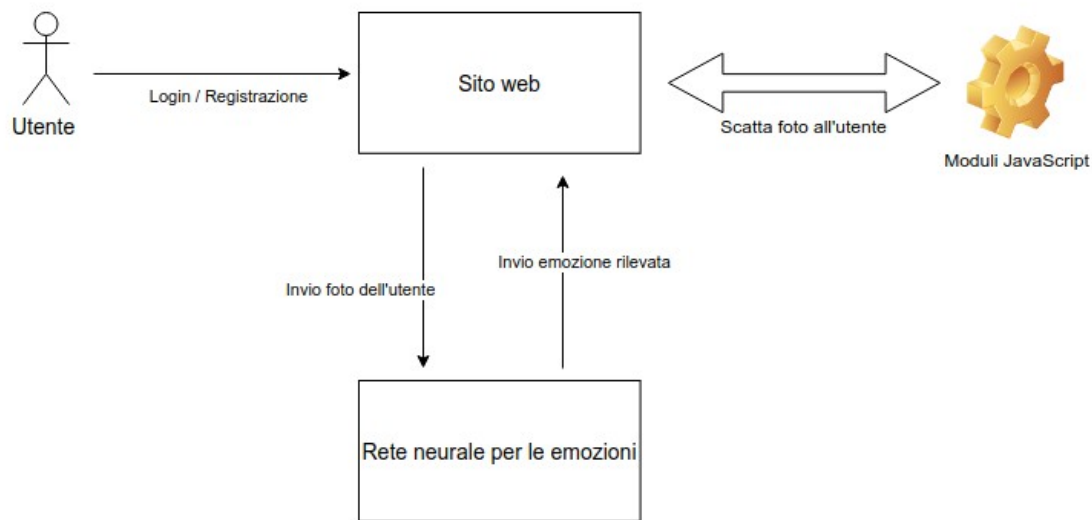 Sito web
Login / Registrazione
Utente
Scatta foto all'utente
Moduli JavaScript
Invio emozione rilevata
Invio foto dell'utente
Rete neurale per le emozioni